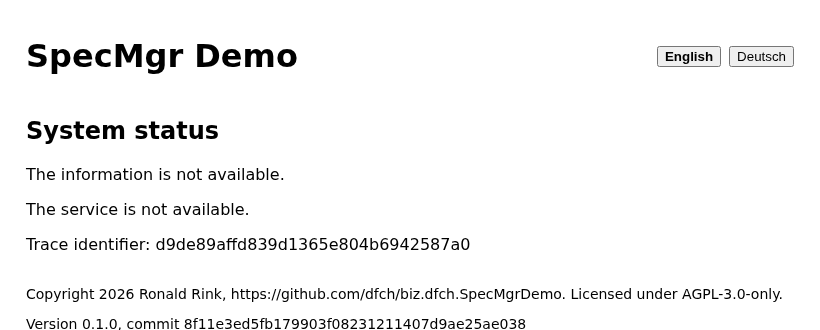 SpecMgr Demo
English Deutsch
System status
The information is not available.
The service is not available.
Trace identifier: d9de89affd839d1365e804b6942587a0
Copyright 2026 Ronald Rink, https://github.com/dfch/biz.dfch.SpecMgrDemo. Licensed under AGPL-3.0-only.
Version 0.1.0, commit 8f11e3ed5fb179903f08231211407d9ae25ae038